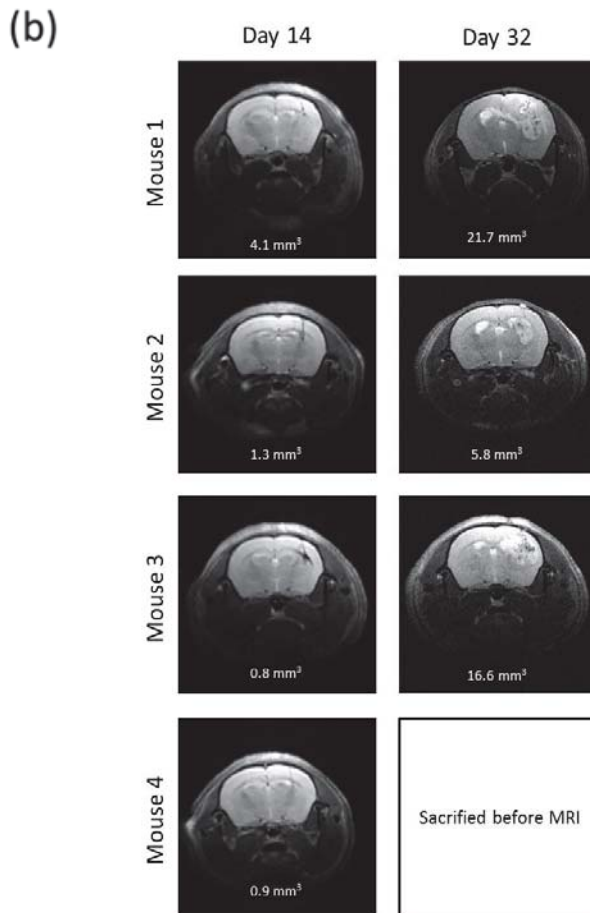 (b)
Day 14 Day 32
Mouse 1
4.1 mm³ 21.7 mm³
Mouse 2
1.3 mm³ 5.8 mm³
Mouse 3
0.8 mm³ 16.6 mm³
Mouse 4
0.9 mm³
Sacrified before MRI